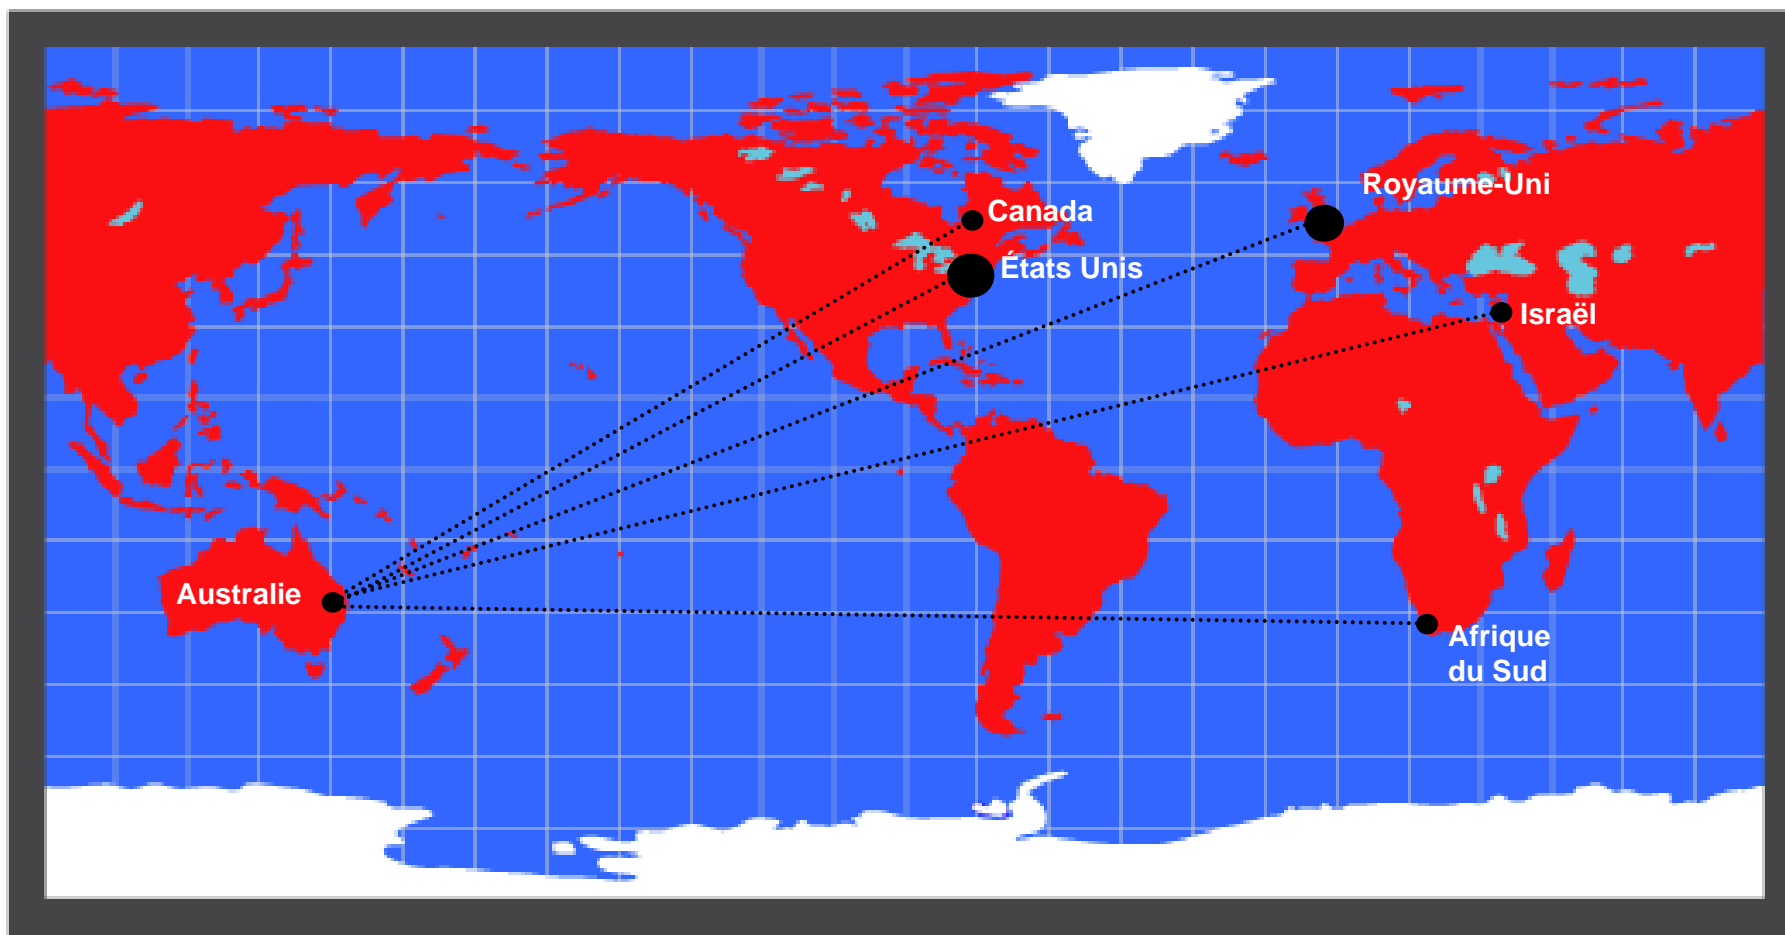 Royaume-Uni
Canada
États Unis
Israël
Australie
Afrique
du Sud